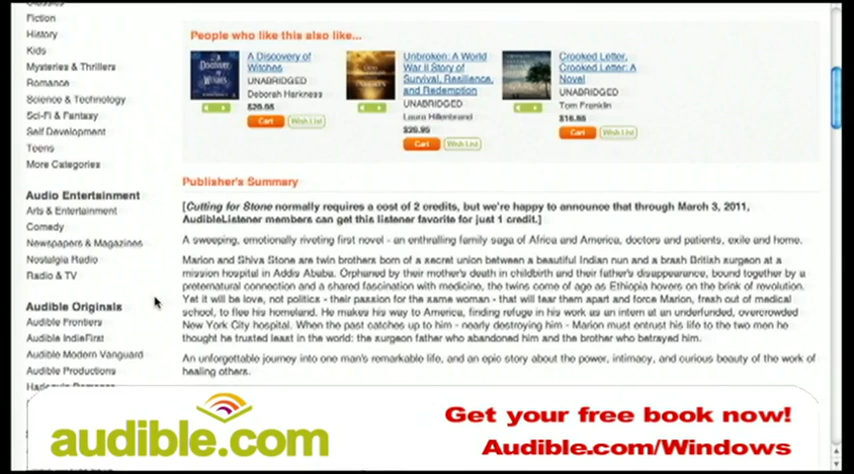 Fiction
History
Kids
Mysteries & Thrillers
Romance
Science & Technology
Sci-Fi & Fantasy
Self Development
Teens
More Categories
Audio Entertainment
Arts & Entertainment
Comedy
Newspapers & Magazines
Nostalgia Radio
Radio & TV
Audible Originals
Audible Frontiers
Audible IndieFirst
Audible Modern Vanguard
Audible Productions
People who like this also like...
A Discovery of
Witches
UNABRIDGED
Deborah Harkness
Cart
Wish List
Unbroken: A World
War II Story of
Survival, Resilience,
and Redemption
UNABRIDGED
Laura Hillenbrand
Cart
Wish List
Crooked Letter,
Crooked Letter: A
Novel
UNABRIDGED
Tom Franklin
Cart
Wish List
Publisher's Summary
[Cutting for Stone normally requires a cost of 2 credits, but we're happy to announce that through March 3, 2011,
AudibleListener members can get this listener favorite for just 1 credit.]
A sweeping, emotionally riveting first novel - an enthralling family saga of Africa and America, doctors and patients, exile and home.
Marion and Shiva Stone are twin brothers born of a secret union between a beautiful Indian nun and a brash British surgeon at a
mission hospital in Addis Ababa. Orphaned by their mother's death in childbirth and their father's disappearance, bound together by a
preternatural connection and a shared fascination with medicine, the twins come of age as Ethiopia hovers on the brink of revolution.
Yet it will be love, not politics - their passion for the same woman - that will tear them apart and force Marion, fresh out of medical
school, to flee his homeland. He makes his way to America, finding refuge in his work as an intern at an underfunded, overcrowded
New York City hospital. When the past catches up to him - nearly destroying him - Marion must entrust his life to the two men he
thought he trusted least in the world: the surgeon father who abandoned him and the brother who betrayed him.
An unforgettable journey into one man's remarkable life, and an epic story about the power, intimacy, and curious beauty of the work of
healing others.
audible.com
Get your free book now!
Audible.com/Windows